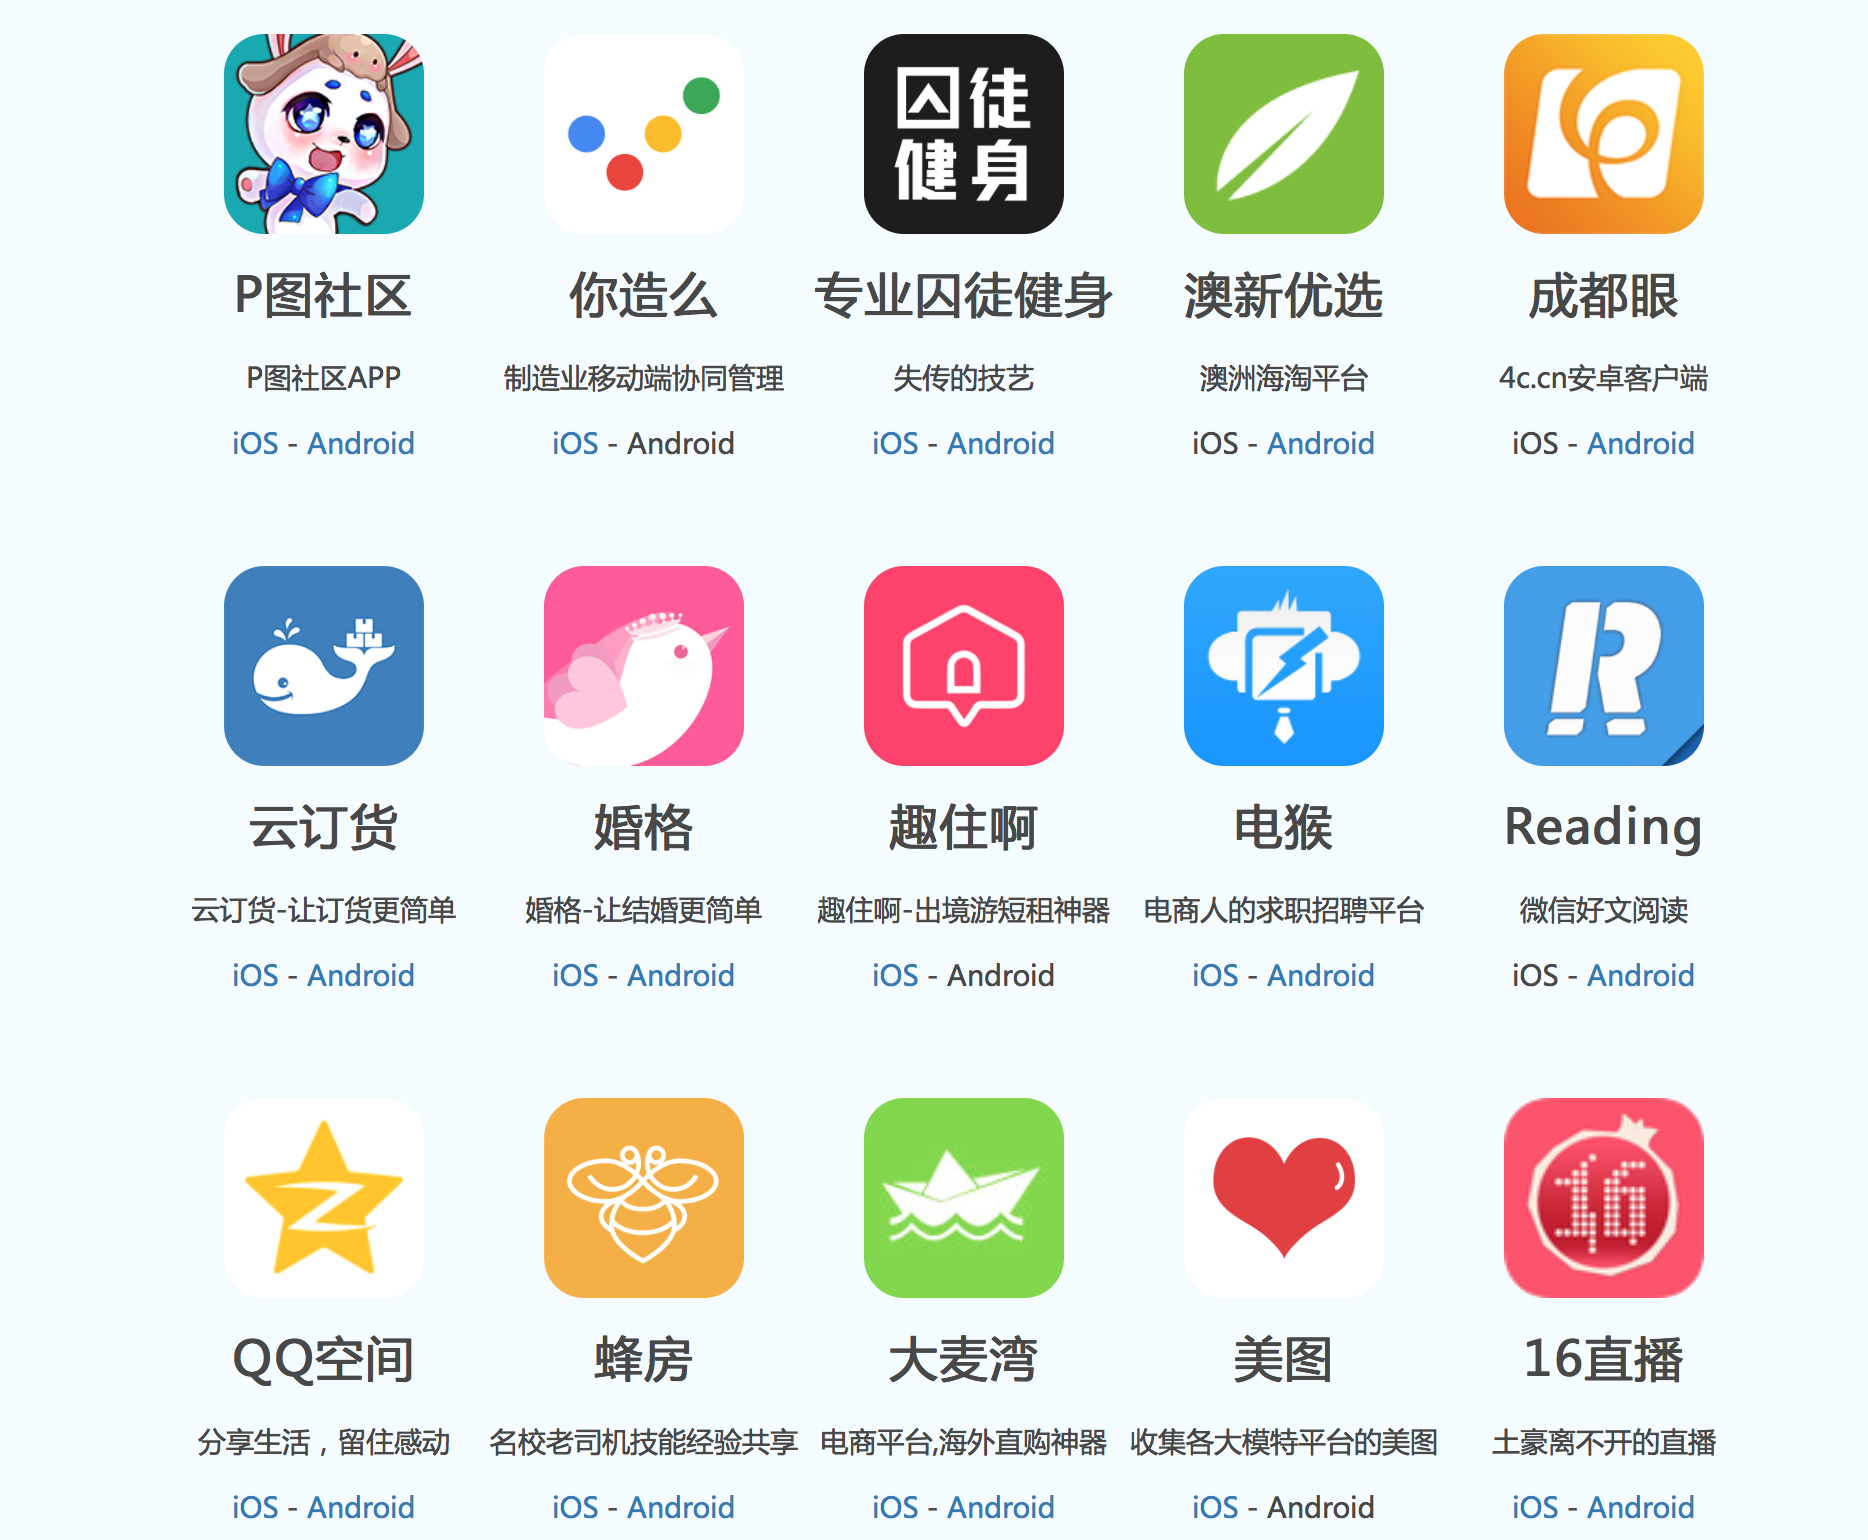 囚徒
健身
P图社区
你造么
专业囚徒健身
澳新优选
成都眼
P图社区APP
制造业移动端协同管理
失传的技艺
澳洲海淘平台
4c.cn安卓客户端
iOS - Android
iOS - Android
iOS - Android
iOS - Android
iOS - Android
R
云订货
婚格
趣住啊
电猴
Reading
云订货-让订货更简单
婚格-让结婚更简单
趣住啊-出境游短租神器
电商人的求职招聘平台
微信好文阅读
iOS - Android
iOS - Android
iOS - Android
iOS - Android
iOS - Android
16
QQ空间
蜂房
大麦湾
美图
16直播
分享生活，留住感动
名校老司机技能经验共享
电商平台,海外直购神器
收集各大模特平台的美图
土豪离不开的直播
iOS - Android
iOS - Android
iOS - Android
iOS - Android
iOS - Android